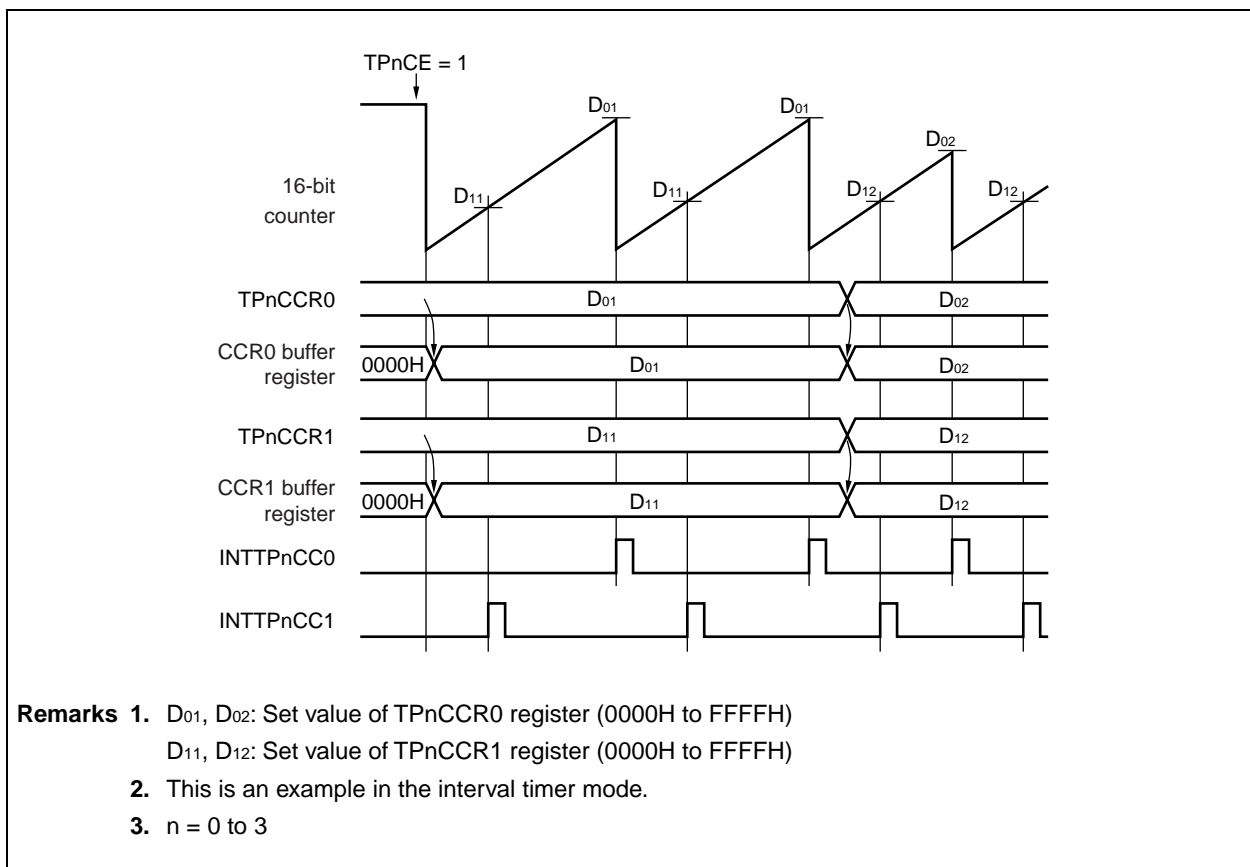 TPnCE = 1
D01 D01
D02
16-bit
counter
D11 D11 D12 D12
TPnCCR0 D01 D02
CCR0 buffer
register
0000H D01 D02
TPnCCR1 D11 D12
CCR1 buffer
register
0000H D11 D12
INTTPnCC0
INTTPnCC1
Remarks 1. D01, D02: Set value of TPnCCR0 register (0000H to FFFFH)
D11, D12: Set value of TPnCCR1 register (0000H to FFFFH)
2. This is an example in the interval timer mode.
3. n = 0 to 3